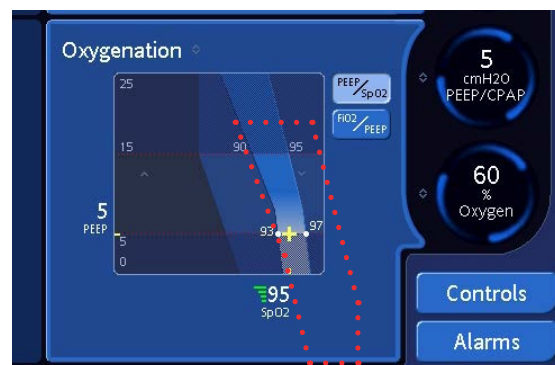 Oxygenation
25
PEEP/SpO2
FiO2/PEEP
15
90
95
5
PEEP
93
97
5
0
95
SpO2
5
cmH2O
PEEP/CPAP
60
%
Oxygen
Controls
Alarms